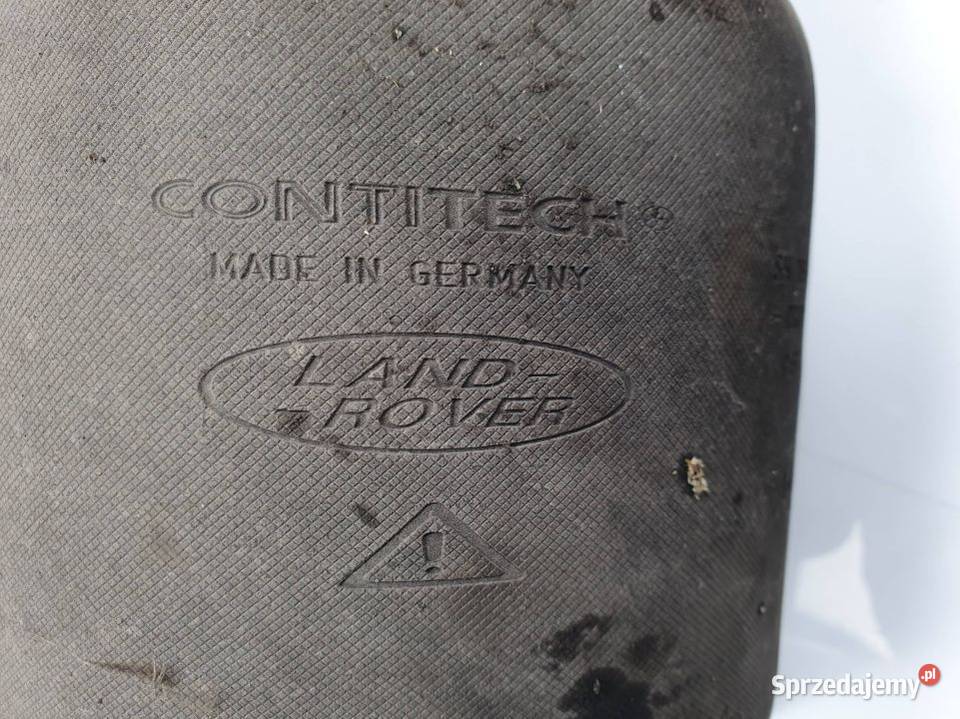 CONTITECH®
MADE IN GERMANY
LAND-
-ROVER
!
Sprzedajemy.pl